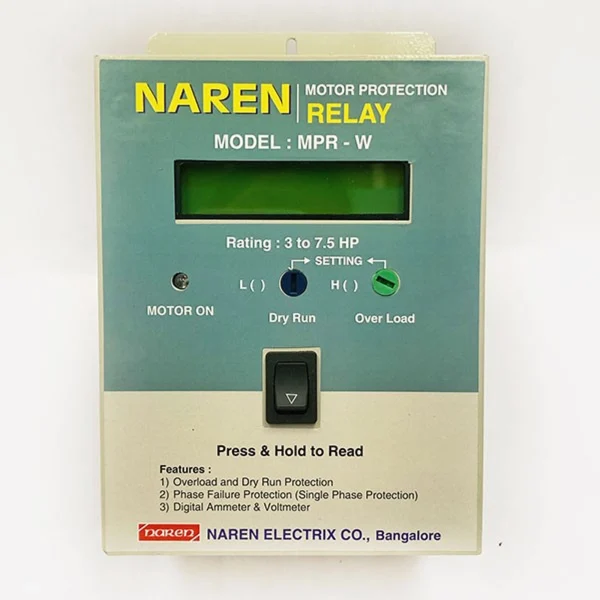 NAREN
MOTOR PROTECTION
RELAY
MODEL : MPR - W
Rating : 3 to 7.5 HP
SETTING
L ( )
H ( )
MOTOR ON
Dry Run
Over Load
Press & Hold to Read
Features :
1) Overload and Dry Run Protection
2) Phase Failure Protection (Single Phase Protection)
3) Digital Ammeter & Voltmeter
naren NAREN ELECTRIX CO., Bangalore